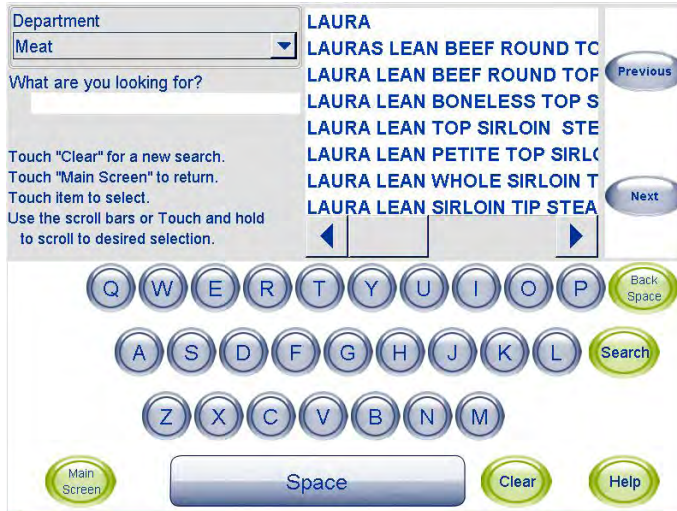 Department
Meat
What are you looking for?
Touch "Clear" for a new search.
Touch "Main Screen" to return.
Touch item to select.
Use the scroll bars or Touch and hold
to scroll to desired selection.
LAURA
LAURAS LEAN BEEF ROUND TO
LAURA LEAN BEEF ROUND TOP
LAURA LEAN BONELESS TOP S
LAURA LEAN TOP SIRLOIN STE
LAURA LEAN PETITE TOP SIRL
LAURA LEAN WHOLE SIRLOIN T
LAURA LEAN SIRLOIN TIP STEA
Previous
Next
Q W E R T Y U I O P Back
Space
A S D F G H J K L Search
Z X C V B N M
Main
Screen
Space
Clear
Help